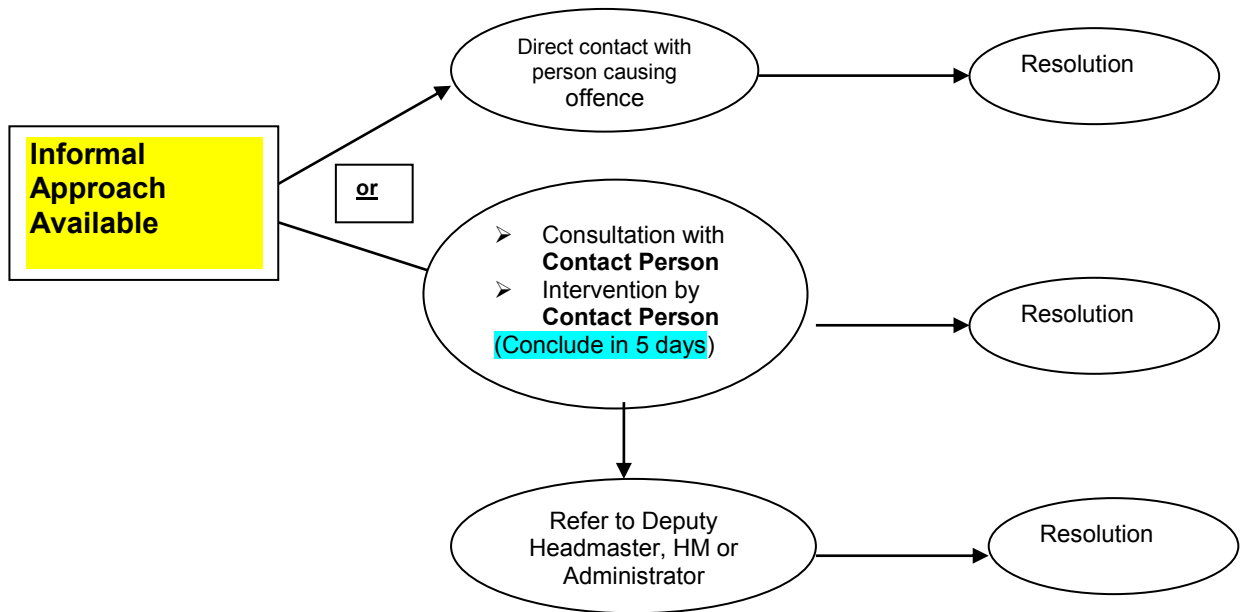 Direct contact with
person causing
offence
Resolution
Informal
Approach
Available
or
➢ Consultation with
Contact Person
➢ Intervention by
Contact Person
(Conclude in 5 days)
Resolution
Refer to Deputy
Headmaster, HM or
Administrator
Resolution